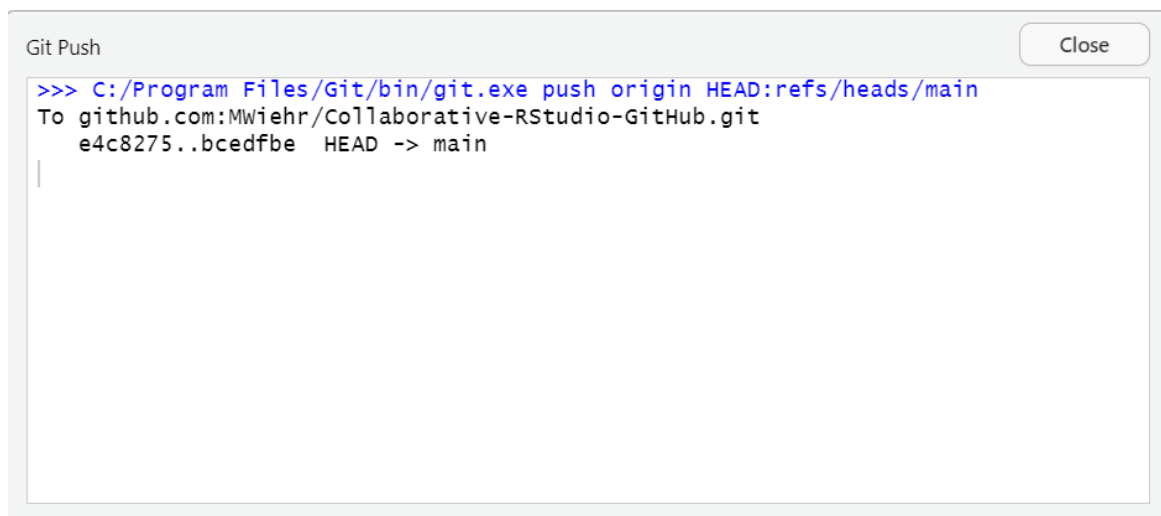 Git Push
Close
>>> C:/Program Files/Git/bin/git.exe push origin HEAD:refs/heads/main
To github.com:MWiehr/Collaborative-RStudio-GitHub.git
e4c8275..bcedfbe  HEAD -> main